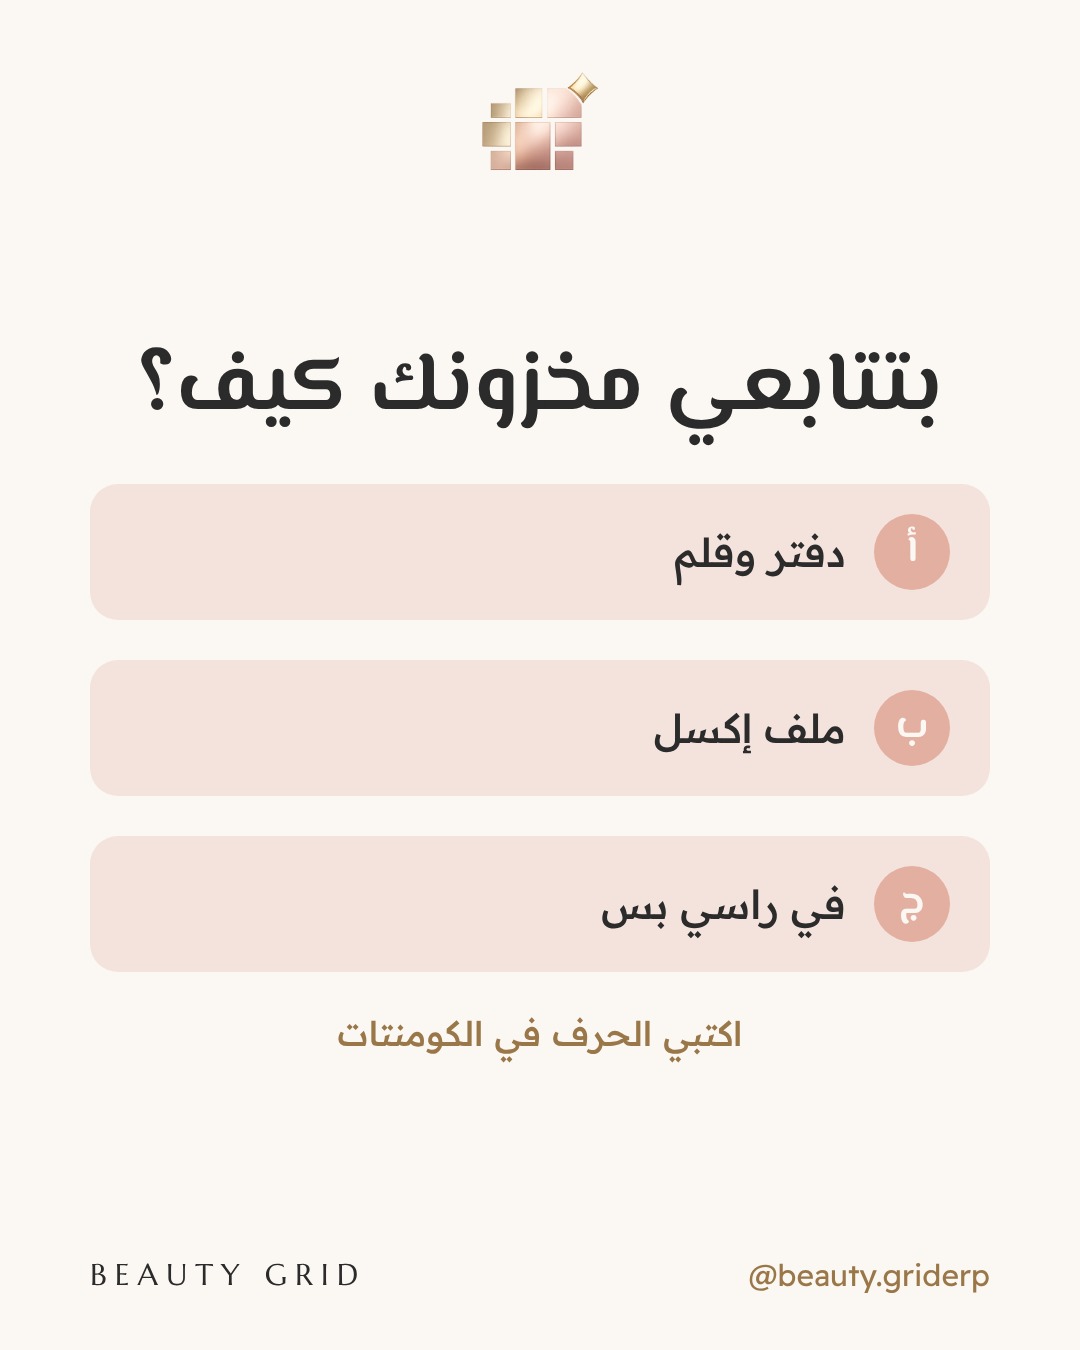 بتتابعي مخزونك كيف؟
أ دفتر وقلم
ب ملف إكسل
ج في راسي بس
اكتبي الحرف في الكومنتات
BEAUTY GRID
@beauty.griderp